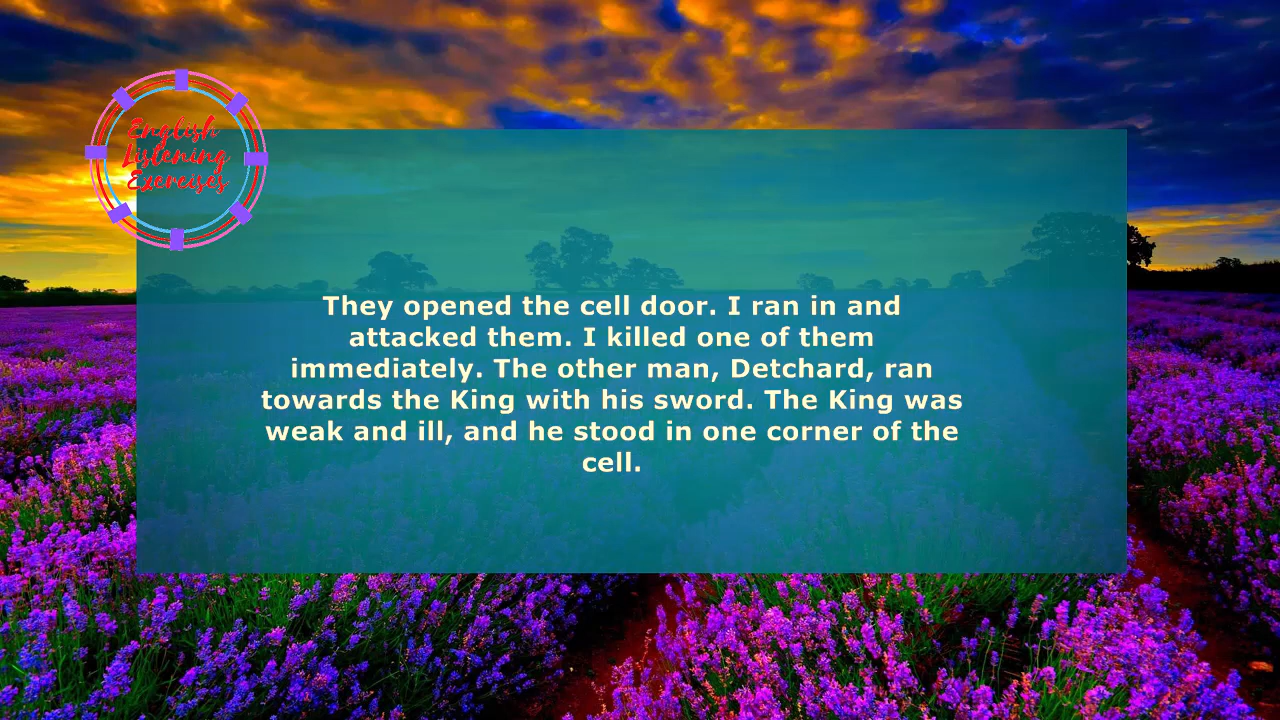 English
Listening
Exercises
They opened the cell door. I ran in and
attacked them. I killed one of them
immediately. The other man, Detchard, ran
towards the King with his sword. The King was
weak and ill, and he stood in one corner of the
cell.